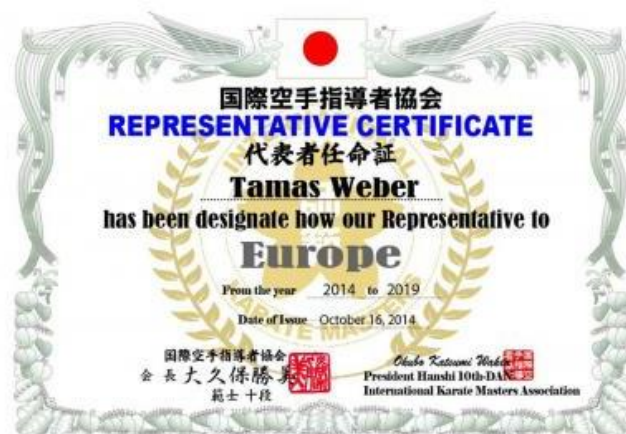 国際空手指導者協会
REPRESENTATIVE CERTIFICATE
代表者任命証
Tamas Weber
has been designate how our Representative to
Europe
From the year 2014 to 2019
Date of Issue October 16, 2014
国際空手指導者協会
会 長 大久保勝美
範士 十段
Okubo Katsumi
President Hanshi 10th-DAN
International Karate Masters Association